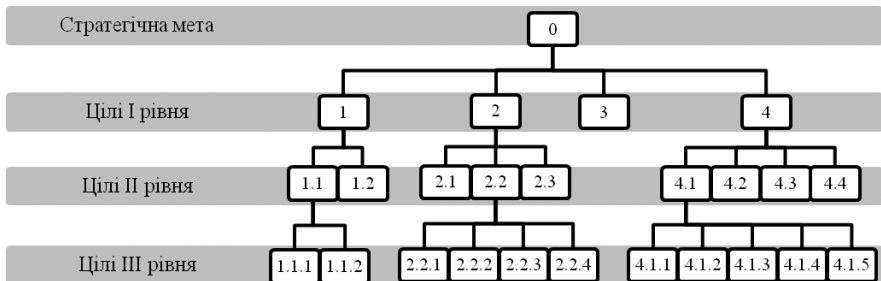 Стратегічна мета
0
Цілі І рівня
1 2 3 4
Цілі ІІ рівня
1.1 1.2 2.1 2.2 2.3 4.1 4.2 4.3 4.4
Цілі ІІІ рівня
1.1.1 1.1.2 2.2.1 2.2.2 2.2.3 2.2.4 4.1.1 4.1.2 4.1.3 4.1.4 4.1.5